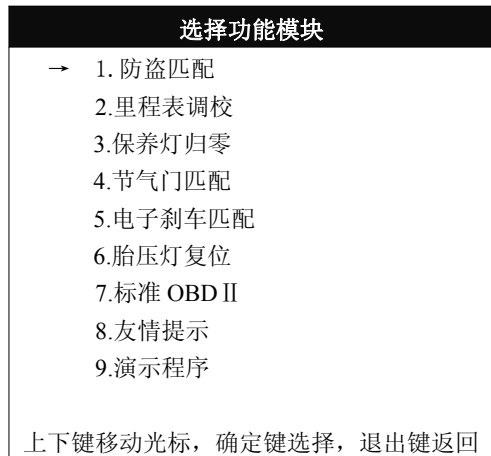 选择功能模块
→ 1.防盗匹配
2.里程表调校
3.保养灯归零
4.节气门匹配
5.电子刹车匹配
6.胎压灯复位
7.标准 OBDⅡ
8.友情提示
9.演示程序
上下键移动光标，确定键选择，退出键返回